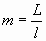 m = L/l